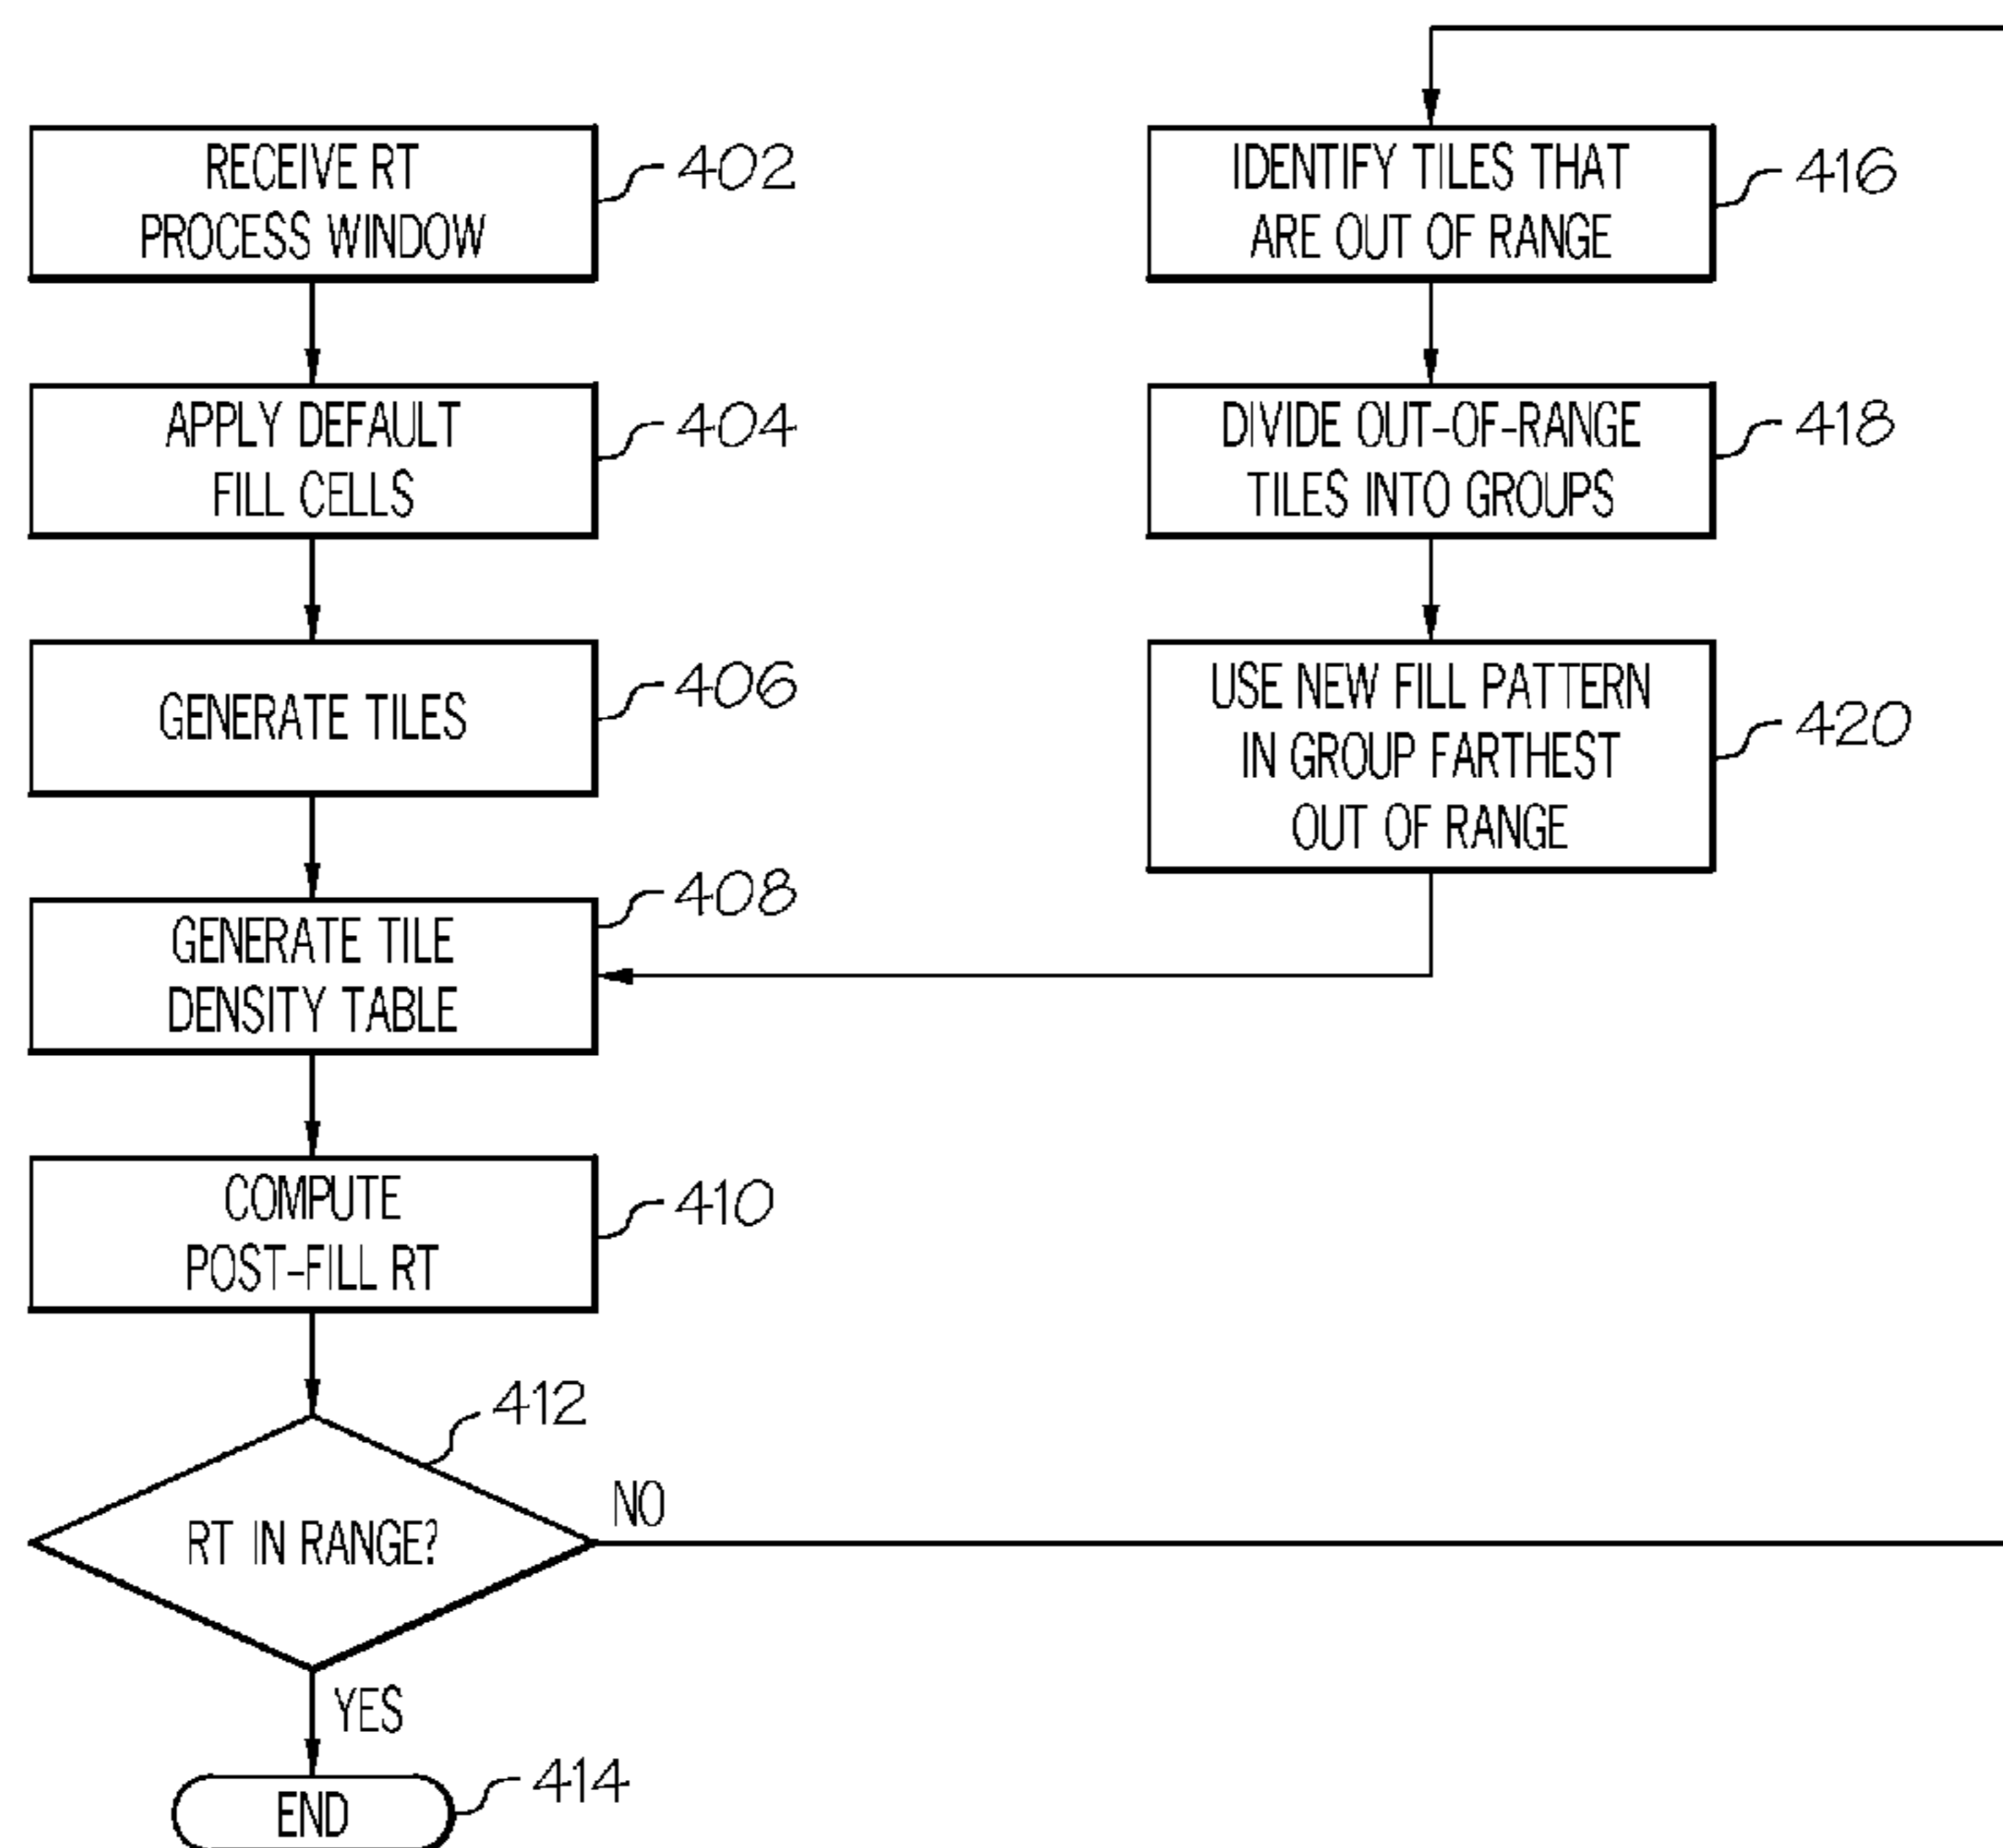 RECEIVE RT
PROCESS WINDOW
402
APPLY DEFAULT
FILL CELLS
404
GENERATE TILES
406
GENERATE TILE
DENSITY TABLE
408
COMPUTE
POST-FILL RT
410
RT IN RANGE?
412
NO
YES
END
414
IDENTIFY TILES THAT
ARE OUT OF RANGE
416
DIVIDE OUT-OF-RANGE
TILES INTO GROUPS
418
USE NEW FILL PATTERN
IN GROUP FARTHEST
OUT OF RANGE
420